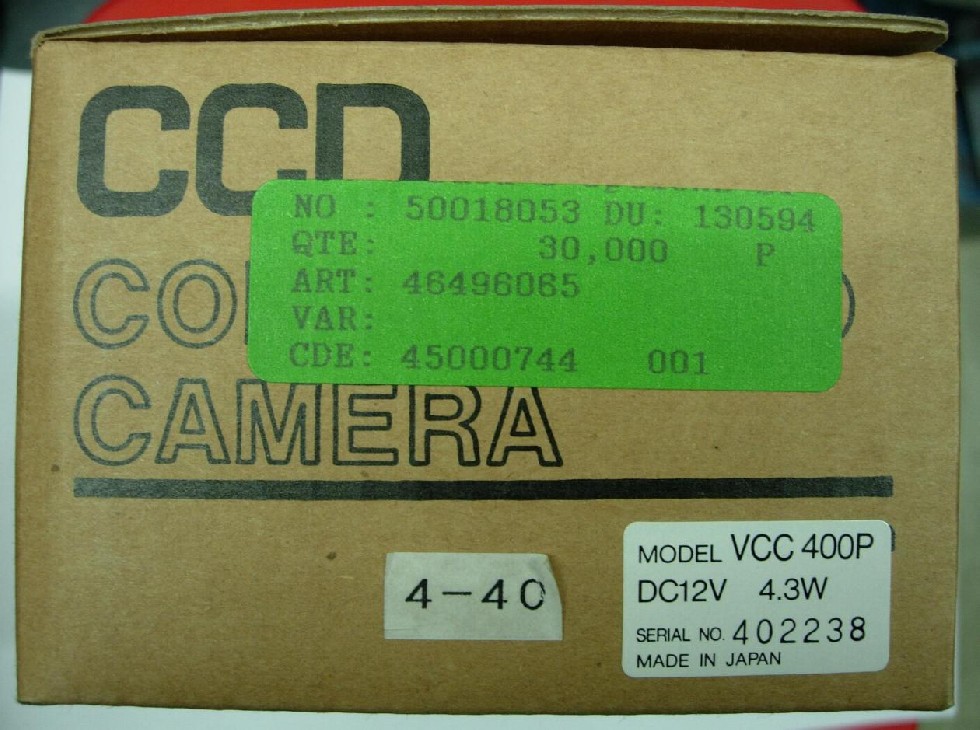 CCD
NO : 50018053 DU: 130594
QTE: 30,000 P
ART: 46496065
VAR:
CDE: 45000744 001
CAMERA
4-40
MODEL VCC 400P
DC12V 4.3W
SERIAL NO. 402238
MADE IN JAPAN